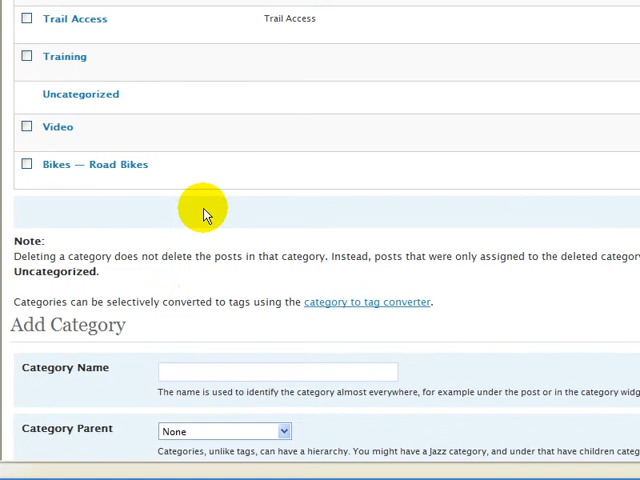 Trail Access Trail Access
Training
Uncategorized
Video
Bikes — Road Bikes
Note:
Deleting a category does not delete the posts in that category. Instead, posts that were only assigned to the deleted
Uncategorized.
Categories can be selectively converted to tags using the category to tag converter.
Add Category
Category Name
The name is used to identify the category almost everywhere, for example under the post or in the category
Category Parent
None
Categories, unlike tags, can have a hierarchy. You might have a Jazz category, and under that have children